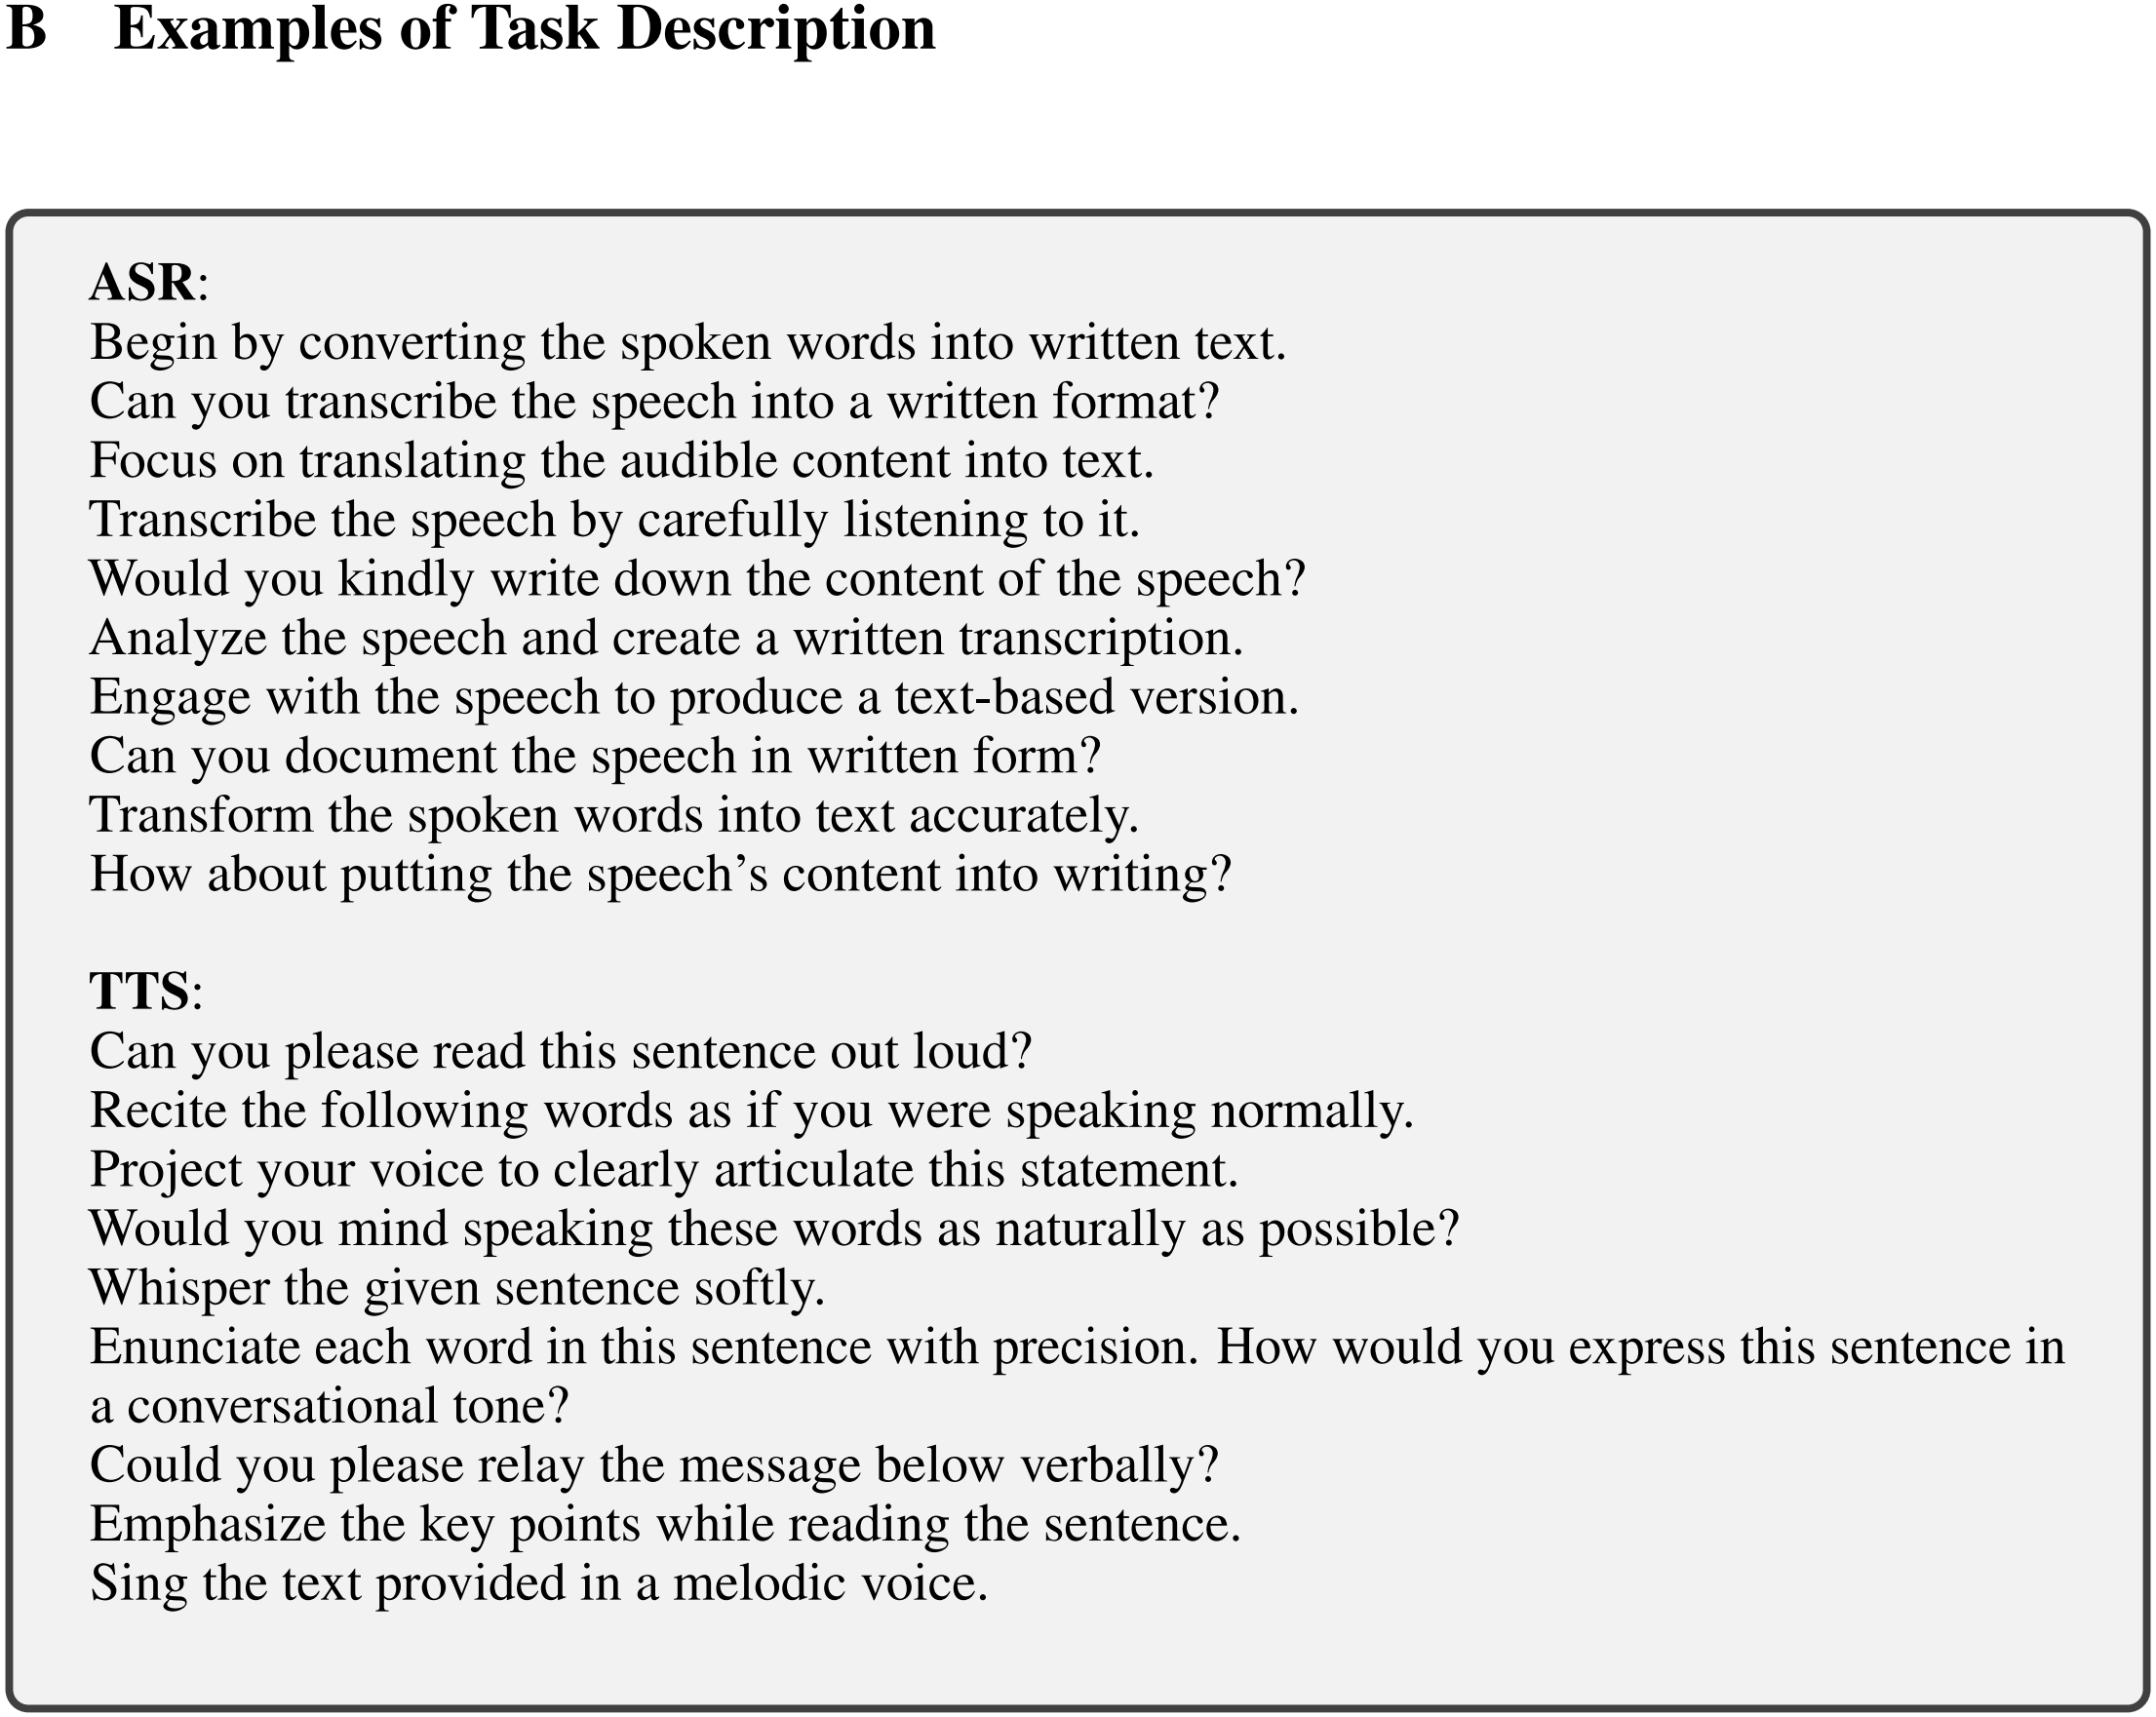 B Examples of Task Description
ASR:
Begin by converting the spoken words into written text.
Can you transcribe the speech into a written format?
Focus on translating the audible content into text.
Transcribe the speech by carefully listening to it.
Would you kindly write down the content of the speech?
Analyze the speech and create a written transcription.
Engage with the speech to produce a text-based version.
Can you document the speech in written form?
Transform the spoken words into text accurately.
How about putting the speech’s content into writing?
TTS:
Can you please read this sentence out loud?
Recite the following words as if you were speaking normally.
Project your voice to clearly articulate this statement.
Would you mind speaking these words as naturally as possible?
Whisper the given sentence softly.
Enunciate each word in this sentence with precision. How would you express this sentence in
a conversational tone?
Could you please relay the message below verbally?
Emphasize the key points while reading the sentence.
Sing the text provided in a melodic voice.